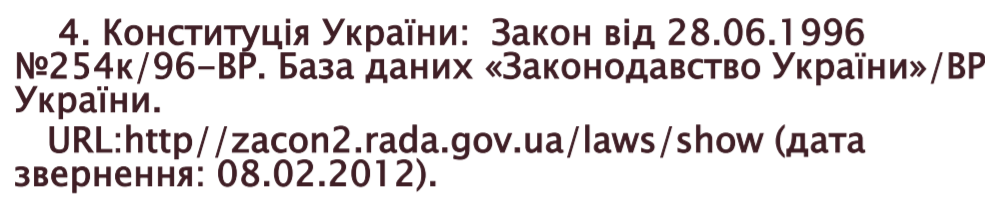 4. Конституція України: Закон від 28.06.1996
№254к/96–ВР. База даних «Законодавство України»/ВР
України.
URL:http//zacon2.rada.gov.ua/laws/show (дата
звернення: 08.02.2012).